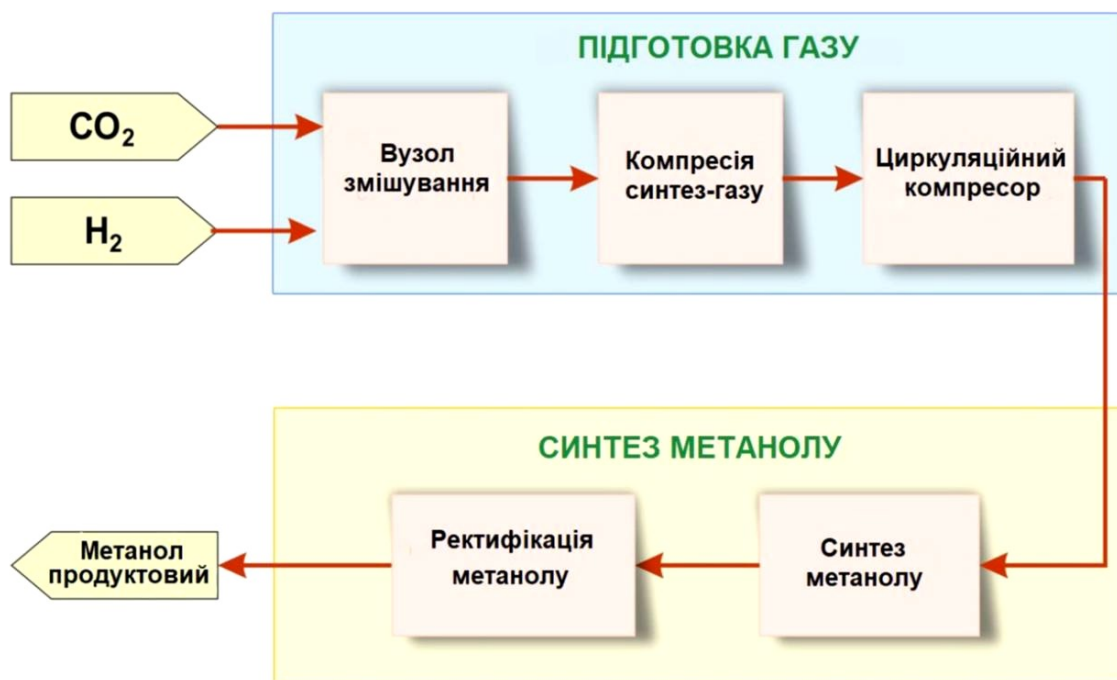 ПІДГОТОВКА ГАЗУ
CO₂
H₂
Вузол
змішування
Компресія
синтез-газу
Циркуляційний
компресор
СИНТЕЗ МЕТАНОЛУ
Метанол
продуктовий
Ректифікація
метанолу
Синтез
метанолу